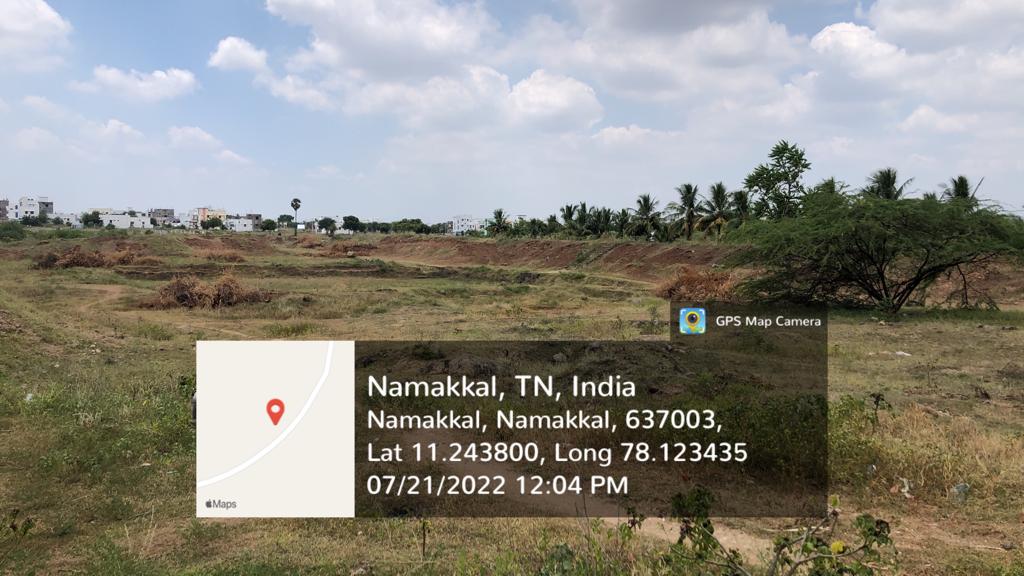 GPS Map Camera
Namakkal, TN, India
Namakkal, Namakkal, 637003,
Lat 11.243800, Long 78.123435
07/21/2022 12:04 PM
Maps